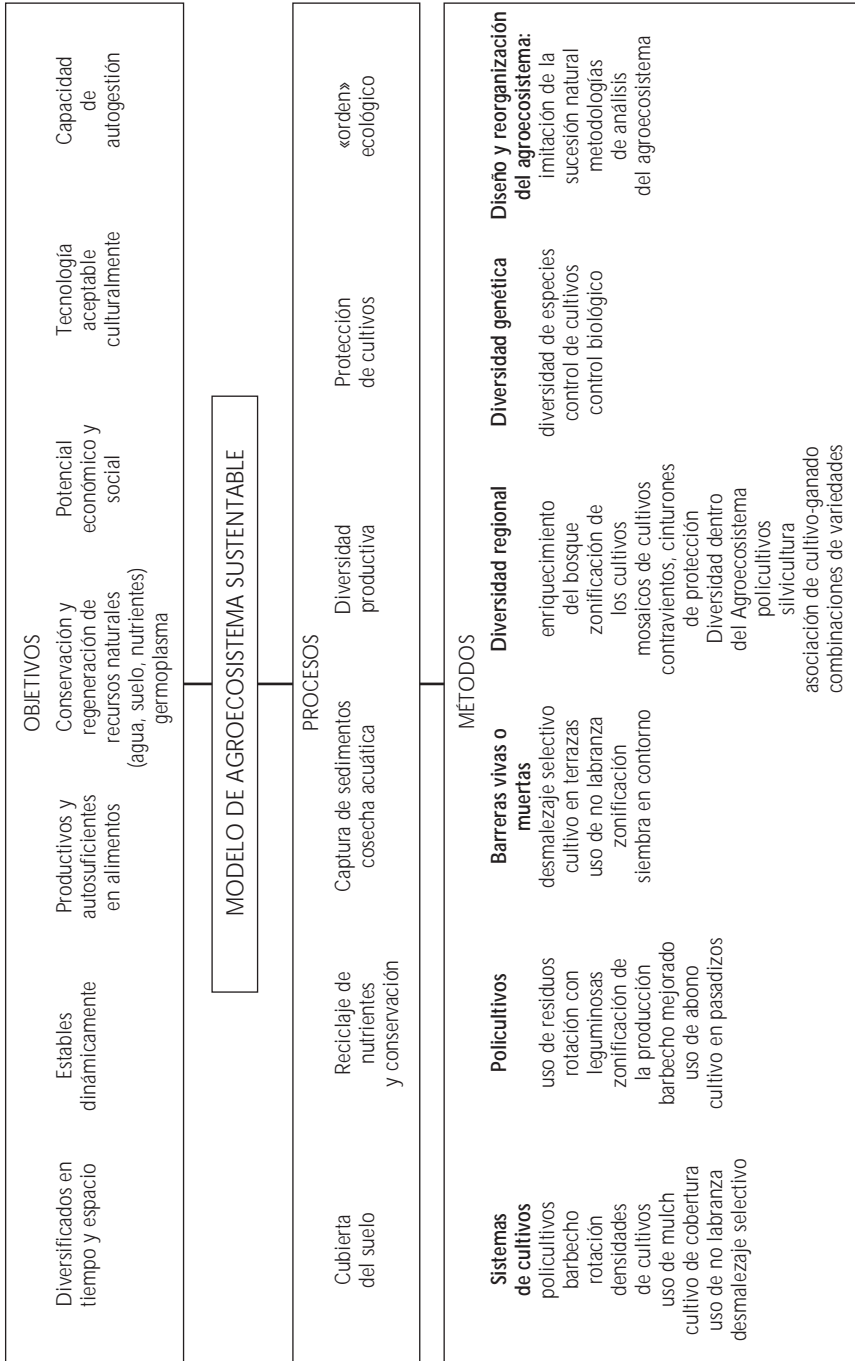 OBJETIVOS
Diversificados en
tiempo y espacio
Estables
dinámicamente
Productivos y
autosuficientes
en alimentos
Conservación y
regeneración de
recursos naturales
(agua, suelo, nutrientes)
germoplasma
Potencial
económico y
social
Tecnología
aceptable
culturalmente
Capacidad
de
autogestión
MODELO DE AGROECOSISTEMA SUSTENTABLE
PROCESOS
Cubierta
del suelo
Reciclaje de
nutrientes
y conservación
Captura de sedimentos
cosecha acuática
Diversidad
productiva
Protección
de cultivos
«orden»
ecológico
MÉTODOS
Sistemas
de cultivos
policultivos
barbecho
rotación
densidades
de cultivos
uso de mulch
cultivo de cobertura
uso de no labranza
desmalezaje selectivo
Policultivos
uso de residuos
rotación con
leguminosas
zonificación de
la producción
barbecho mejorado
uso de abono
cultivo en pasadizos
Barreras vivas o
muertas
desmalezaje selectivo
cultivo en terrazas
uso de no labranza
zonificación
siembra en contorno
Diversidad regional
enriquecimiento
del bosque
zonificación de
los cultivos
mosaicos de cultivos
contravientos, cinturones
de protección
Diversidad dentro
del Agroecosistema
policultivos
silvicultura
asociación de cultivo-ganado
combinaciones de variedades
Diversidad genética
diversidad de especies
control de cultivos
control biológico
Diseño y reorganización
del agroecosistema:
imitación de la
sucesión natural
metodologías
de análisis
del agroecosistema